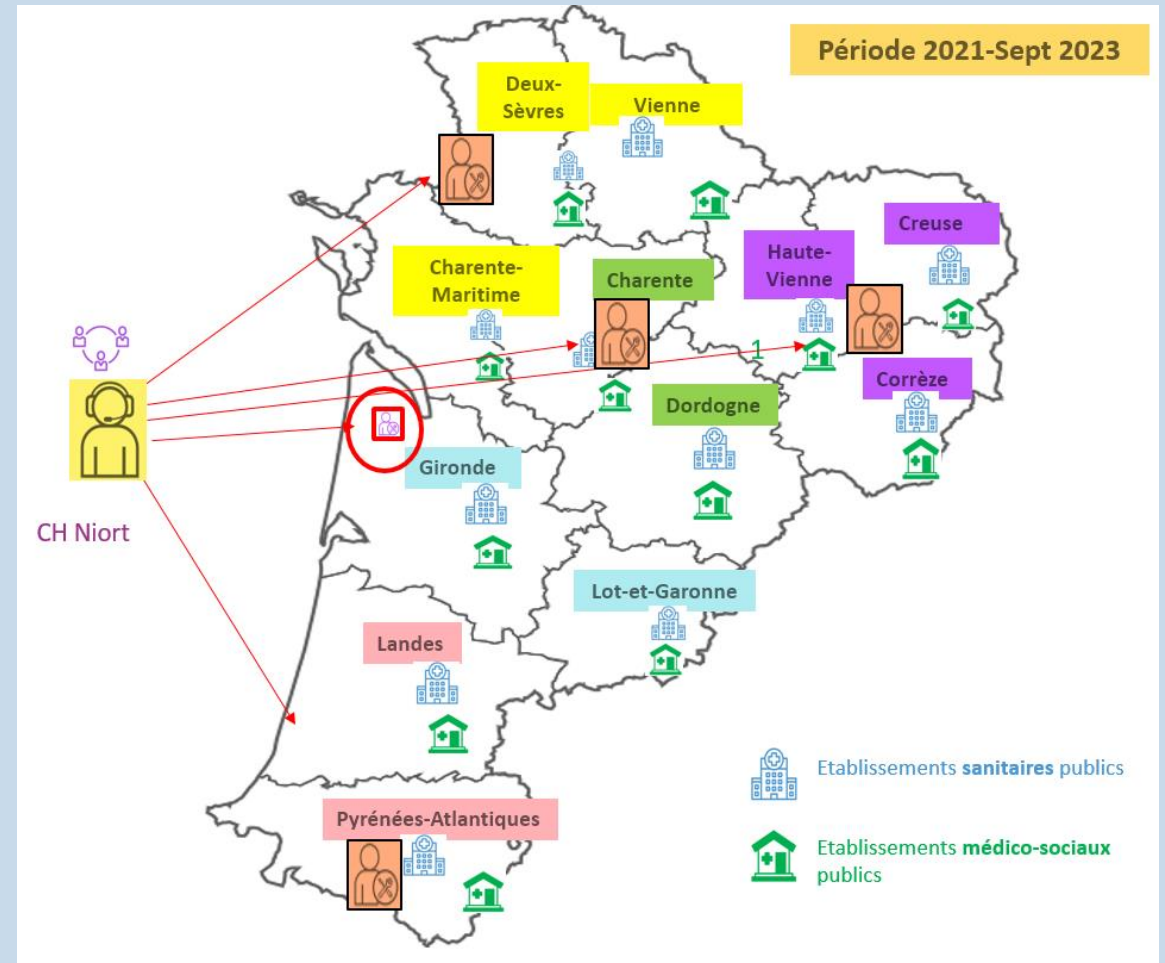 Période 2021-Sept 2023
Deux-
Sèvres
Vienne
Creuse
Haute-
Vienne
Charente-
Maritime
Charente
1
Corrèze
Dordogne
Gironde
CH Niort
Lot-et-Garonne
Landes
Etablissements sanitaires publics
Pyrénées-Atlantiques
Etablissements médico-sociaux
publics